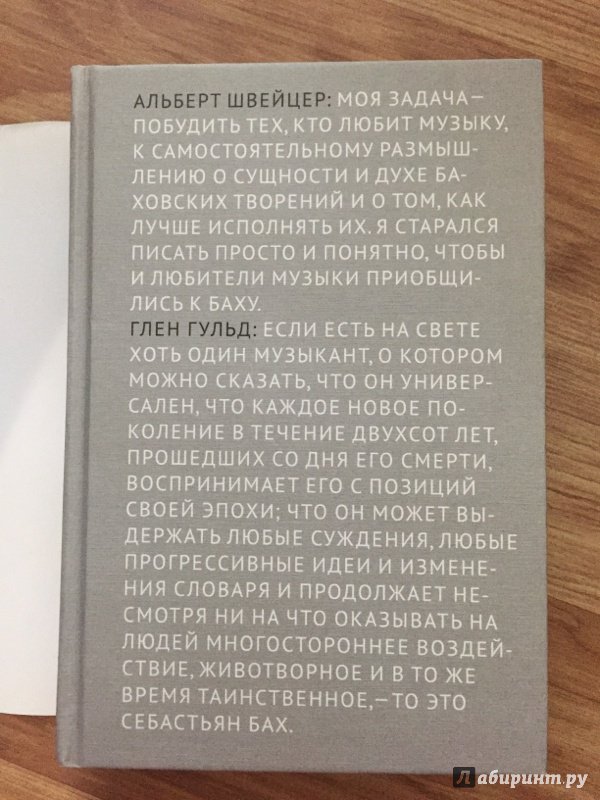 АЛЬБЕРТ ШВЕЙЦЕР: МОЯ ЗАДАЧА—
ПОБУДИТЬ ТЕХ, КТО ЛЮБИТ МУЗЫКУ,
К САМОСТОЯТЕЛЬНОМУ РАЗМЫШ-
ЛЕНИЮ О СУЩНОСТИ И ДУХЕ БА-
ХОВСКИХ ТВОРЕНИЙ И О ТОМ, КАК
ЛУЧШЕ ИСПОЛНЯТЬ ИХ. Я СТАРАЛСЯ
ПИСАТЬ ПРОСТО И ПОНЯТНО, ЧТОБЫ
И ЛЮБИТЕЛИ МУЗЫКИ ПРИОБЩИ-
ЛИСЬ К БАХУ.
ГЛЕН ГУЛЬД: ЕСЛИ ЕСТЬ НА СВЕТЕ
ХОТЬ ОДИН МУЗЫКАНТ, О КОТОРОМ
МОЖНО СКАЗАТЬ, ЧТО ОН УНИВЕР-
САЛЕН, ЧТО КАЖДОЕ НОВОЕ ПО-
КОЛЕНИЕ В ТЕЧЕНИЕ ДВУХСОТ ЛЕТ,
ПРОШЕДШИХ СО ДНЯ ЕГО СМЕРТИ,
ВОСПРИНИМАЕТ ЕГО С ПОЗИЦИЙ
СВОЕЙ ЭПОХИ; ЧТО ОН МОЖЕТ ВЫ-
ДЕРЖАТЬ ЛЮБЫЕ СУЖДЕНИЯ, ЛЮБЫЕ
ПРОГРЕССИВНЫЕ ИДЕИ И ИЗМЕНЕ-
НИЯ СЛОВАРЯ И ПРОДОЛЖАЕТ НЕ-
СМОТРЯ НИ НА ЧТО ОКАЗЫВАТЬ НА
ЛЮДЕЙ МНОГОСТОРОННЕЕ ВОЗДЕЙ-
СТВИЕ, ЖИВОТВОРНОЕ И В ТО ЖЕ
ВРЕМЯ ТАИНСТВЕННОЕ,—ТО ЭТО
СЕБАСТЬЯН БАХ.
Лабиринт.ру